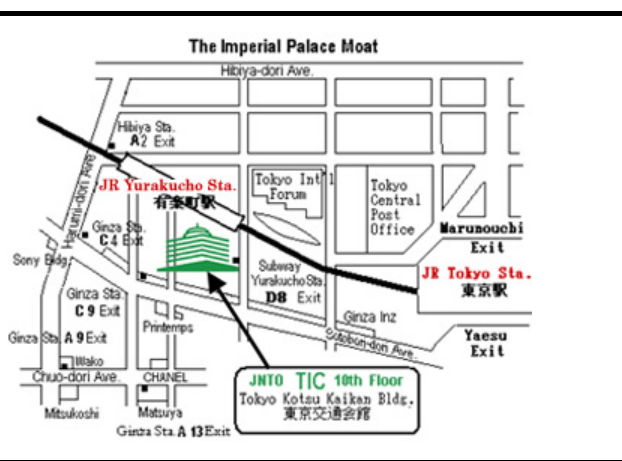 The Imperial Palace Moat
Hibiya-dori Ave.
Hibiya Sta.
A2 Exit
Harumi-dori Ave
JR Yurakucho Sta.
有楽町駅
Tokyo Int'l
Forum
Tokyo
Central
Post
Office
Marunouchi
Exit
JR Tokyo Sta.
東京駅
Ginza Sta.
C4 Exit
Sony Bldg.
Subway
Yurakucho Sta.
D8 Exit
Ginza Sta.
C9 Exit
Printemps
Ginza Inz
Sotobori-dori Ave.
Yaesu
Exit
Ginza Sta. A9 Exit
Wako
Chuo-dori Ave.
CHANEL
Mitsukoshi
Matsuya
Ginza Sta. A 13 Exit
JNTO TIC 10th Floor
Tokyo Kotsu Kaikan Bldg.
東京交通会館